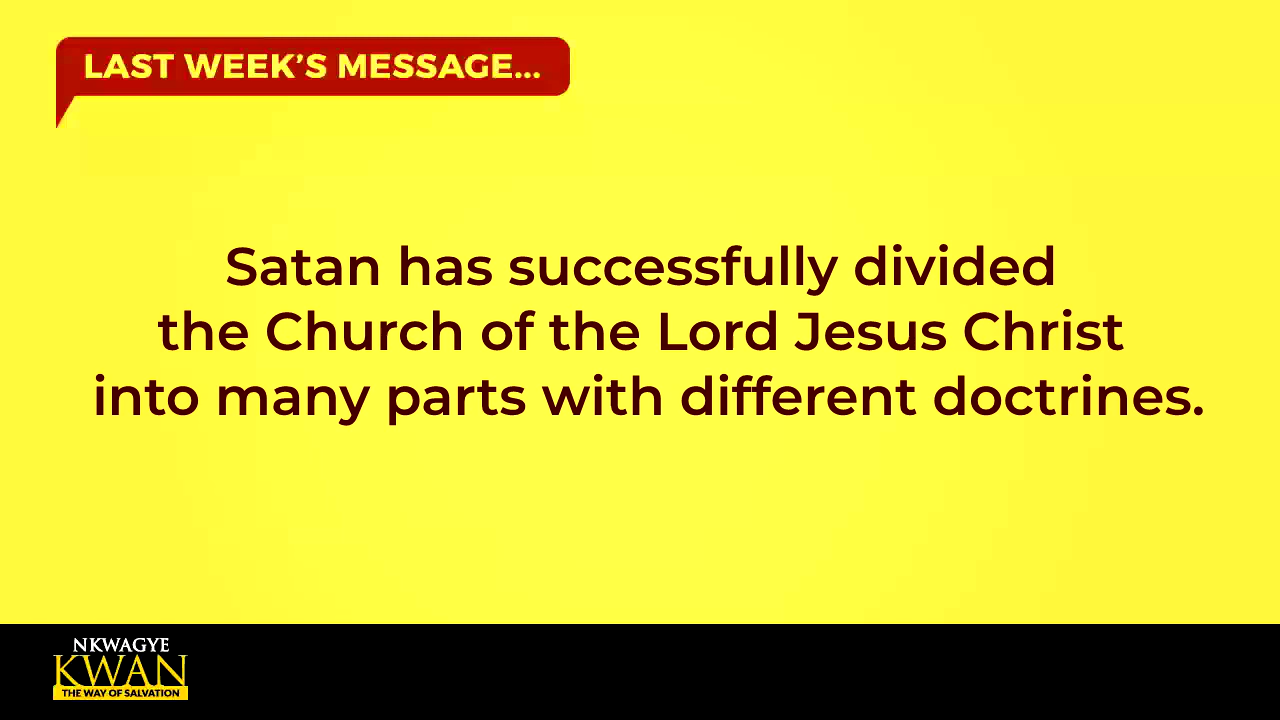 LAST WEEK’S MESSAGE...
Satan has successfully divided
the Church of the Lord Jesus Christ
into many parts with different doctrines.
NKWAGYE
KWAN
THE WAY OF SALVATION